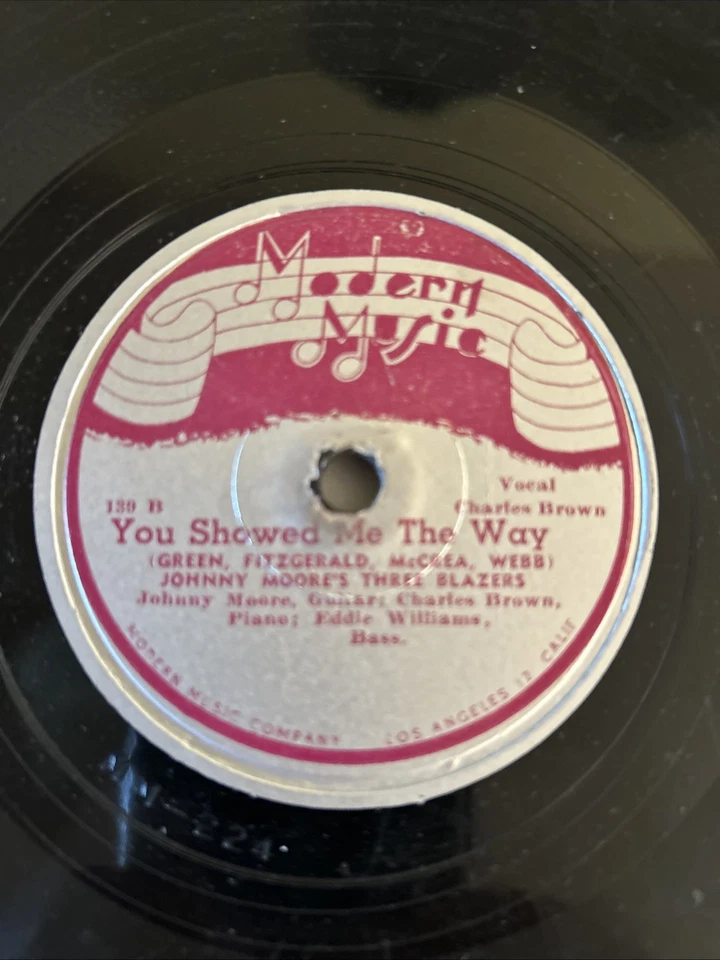 Modern
Music
Vocal
139 B Charles Brown
You Showed Me The Way
(GREEN, FITZGERALD, McCREA, WEBB)
JOHNNY MOORE'S THREE BLAZERS
Johnny Moore, Guitar; Charles Brown,
Piano; Eddie Williams,
Bass.
MODERN MUSIC COMPANY LOS ANGELES 12 CALIF